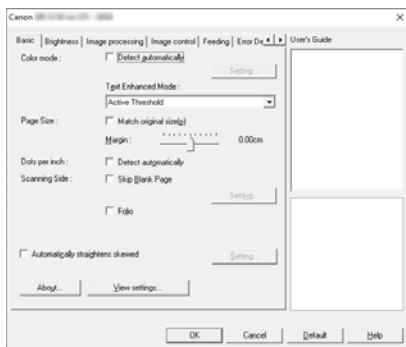 Canon
Basic Brightness Image processing Image control Feeding Error De
User's Guide
Color mode : Detect automatically
Setting...
Text Enhanced Mode :
Active Threshold
Page Size : Match original size(s)
Margin : 0.00cm
Dots per inch : Detect automatically
Scanning Side : Skip Blank Page
Setting...
Folio
Automatically straightens skewed
Setting...
About... View settings...
OK Cancel Default Help